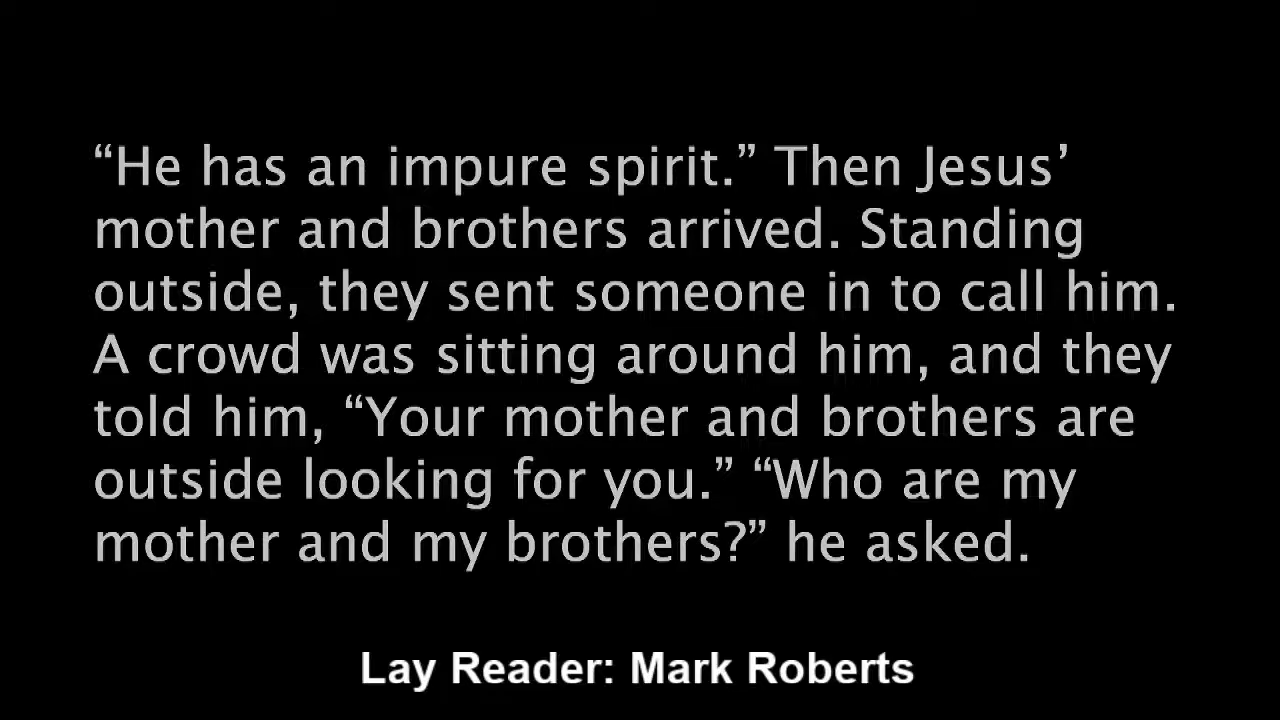 “He has an impure spirit.” Then Jesus’
mother and brothers arrived. Standing
outside, they sent someone in to call him.
A crowd was sitting around him, and they
told him, “Your mother and brothers are
outside looking for you.” “Who are my
mother and my brothers?” he asked.
Lay Reader: Mark Roberts